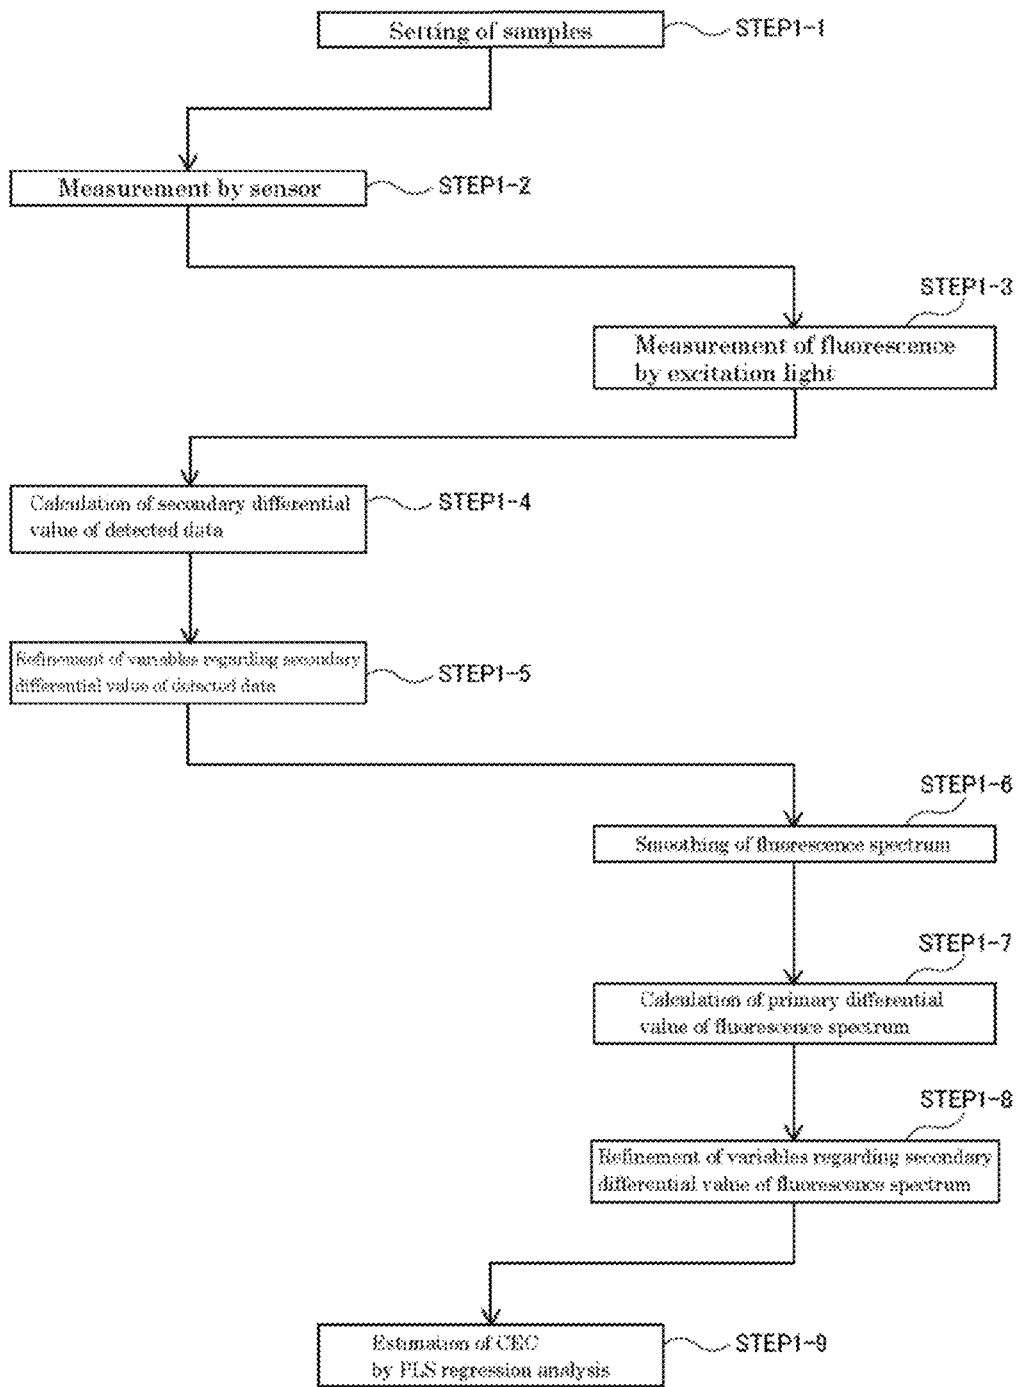 Setting of samples
STEP1-1
Measurement by sensor
STEP1-2
STEP1-3
Measurement of fluorescence
by excitation light
Calculation of secondary differential
value of detected data
STEP1-4
Refinement of variables regarding secondary
differential value of detected data
STEP1-5
STEP1-6
Smoothing of fluorescence spectrum
STEP1-7
Calculation of primary differential
value of fluorescence spectrum
STEP1-8
Refinement of variables regarding secondary
differential value of fluorescence spectrum
Estimation of CEC
by PLS regression analysis
STEP1-9